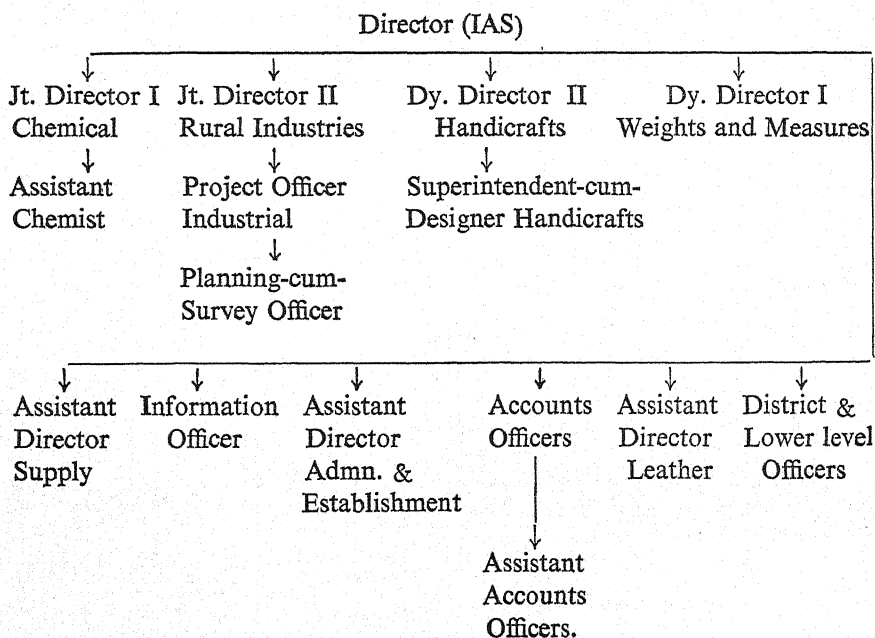 Director (IAS)
Jt. Director I
Chemical
Jt. Director II
Rural Industries
Dy. Director II
Handicrafts
Dy. Director I
Weights and Measures
Assistant
Chemist
Project Officer
Industrial
Superintendent-cum-
Designer Handicrafts
Planning-cum-
Survey Officer
Assistant
Director
Supply
Information
Officer
Assistant
Director
Admn. &
Establishment
Accounts
Officers
Assistant
Director
Leather
District &
Lower level
Officers
Assistant
Accounts
Officers.